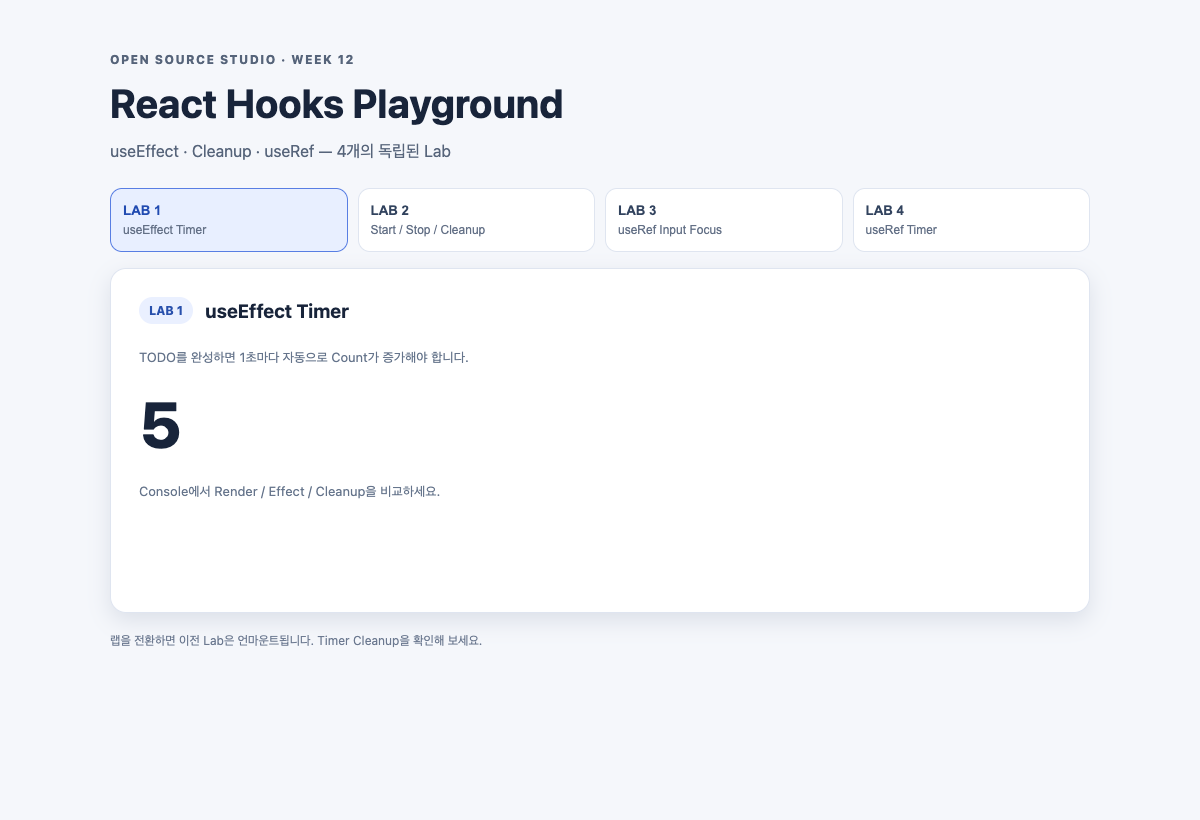 OPEN SOURCE STUDIO · WEEK 12
React Hooks Playground
useEffect · Cleanup · useRef — 4개의 독립된 Lab
LAB 1
useEffect Timer
LAB 2
Start / Stop / Cleanup
LAB 3
useRef Input Focus
LAB 4
useRef Timer
LAB 1 useEffect Timer
TODO를 완성하면 1초마다 자동으로 Count가 증가해야 합니다.
5
Console에서 Render / Effect / Cleanup을 비교하세요.
랩을 전환하면 이전 Lab은 언마운트됩니다. Timer Cleanup을 확인해 보세요.